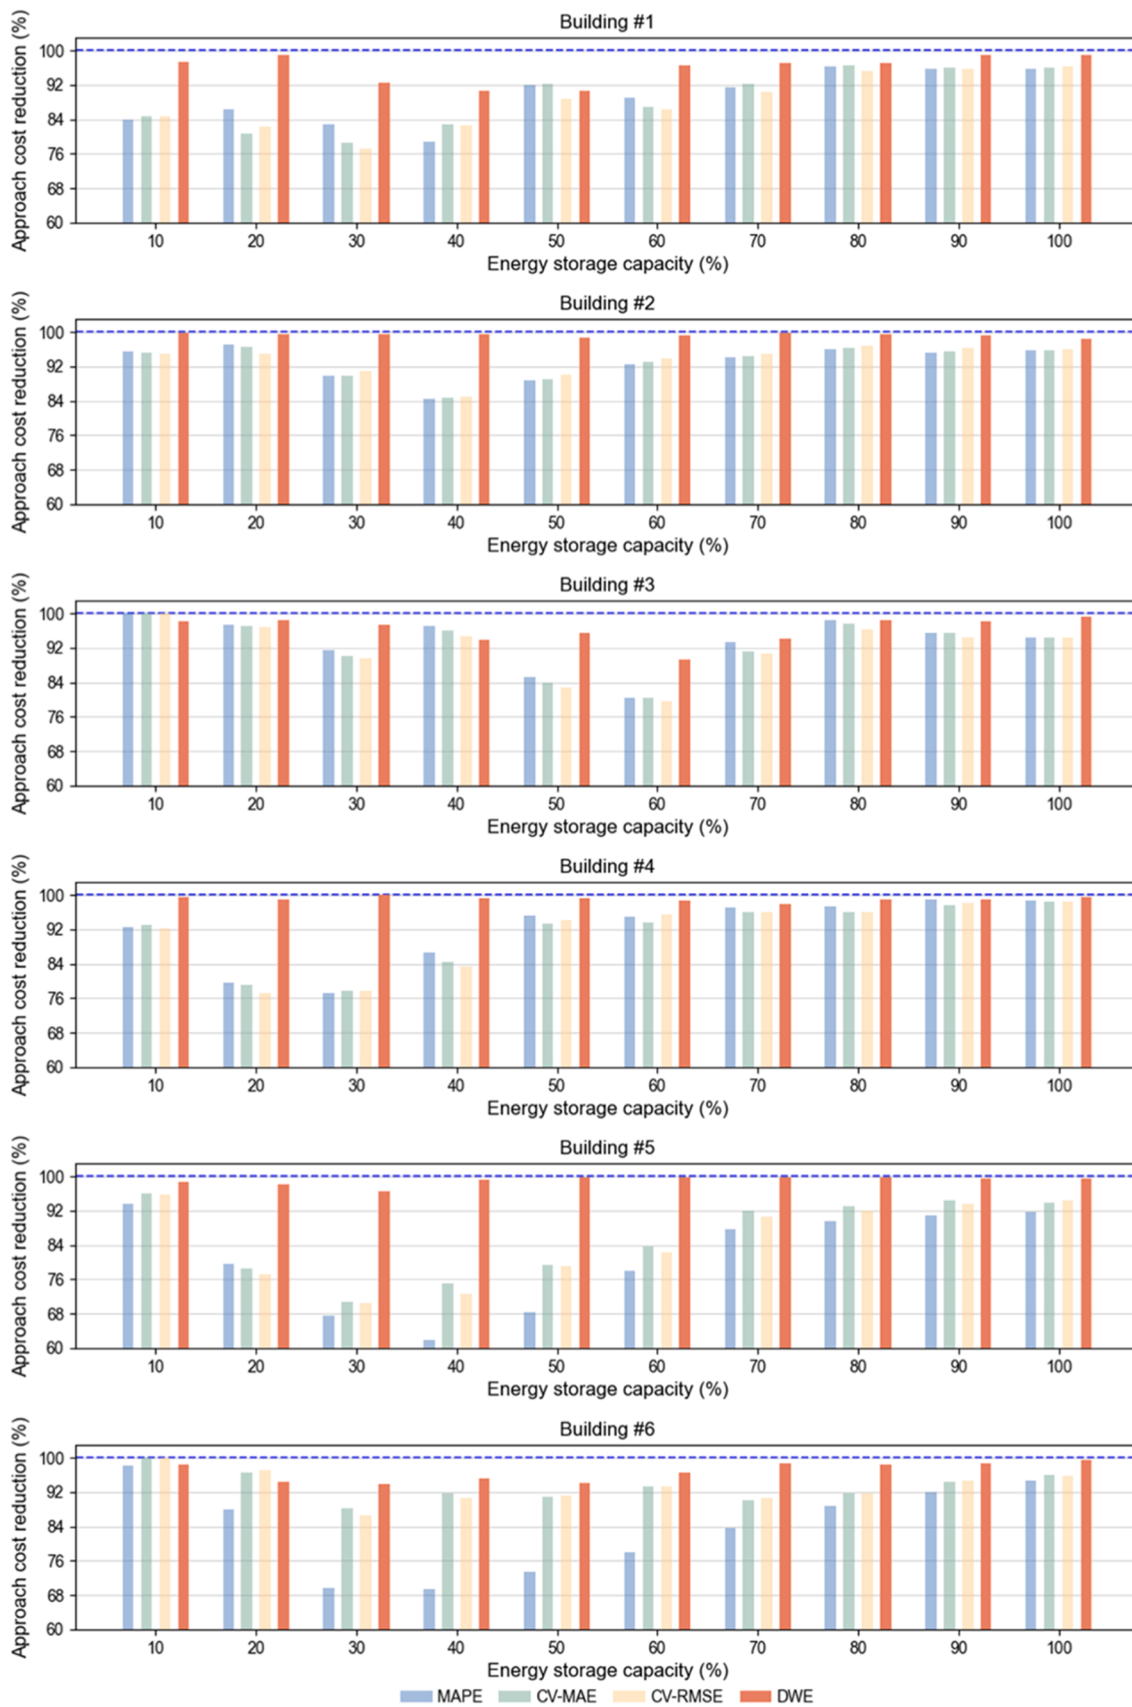 Building #1
Approach cost reduction (%)
100
92
84
76
68
60
10 20 30 40 50 60 70 80 90 100
Energy storage capacity (%)
Building #2
Approach cost reduction (%)
100
92
84
76
68
60
10 20 30 40 50 60 70 80 90 100
Energy storage capacity (%)
Building #3
Approach cost reduction (%)
100
92
84
76
68
60
10 20 30 40 50 60 70 80 90 100
Energy storage capacity (%)
Building #4
Approach cost reduction (%)
100
92
84
76
68
60
10 20 30 40 50 60 70 80 90 100
Energy storage capacity (%)
Building #5
Approach cost reduction (%)
100
92
84
76
68
60
10 20 30 40 50 60 70 80 90 100
Energy storage capacity (%)
Building #6
Approach cost reduction (%)
100
92
84
76
68
60
10 20 30 40 50 60 70 80 90 100
Energy storage capacity (%)
MAPE CV-MAE CV-RMSE DWE